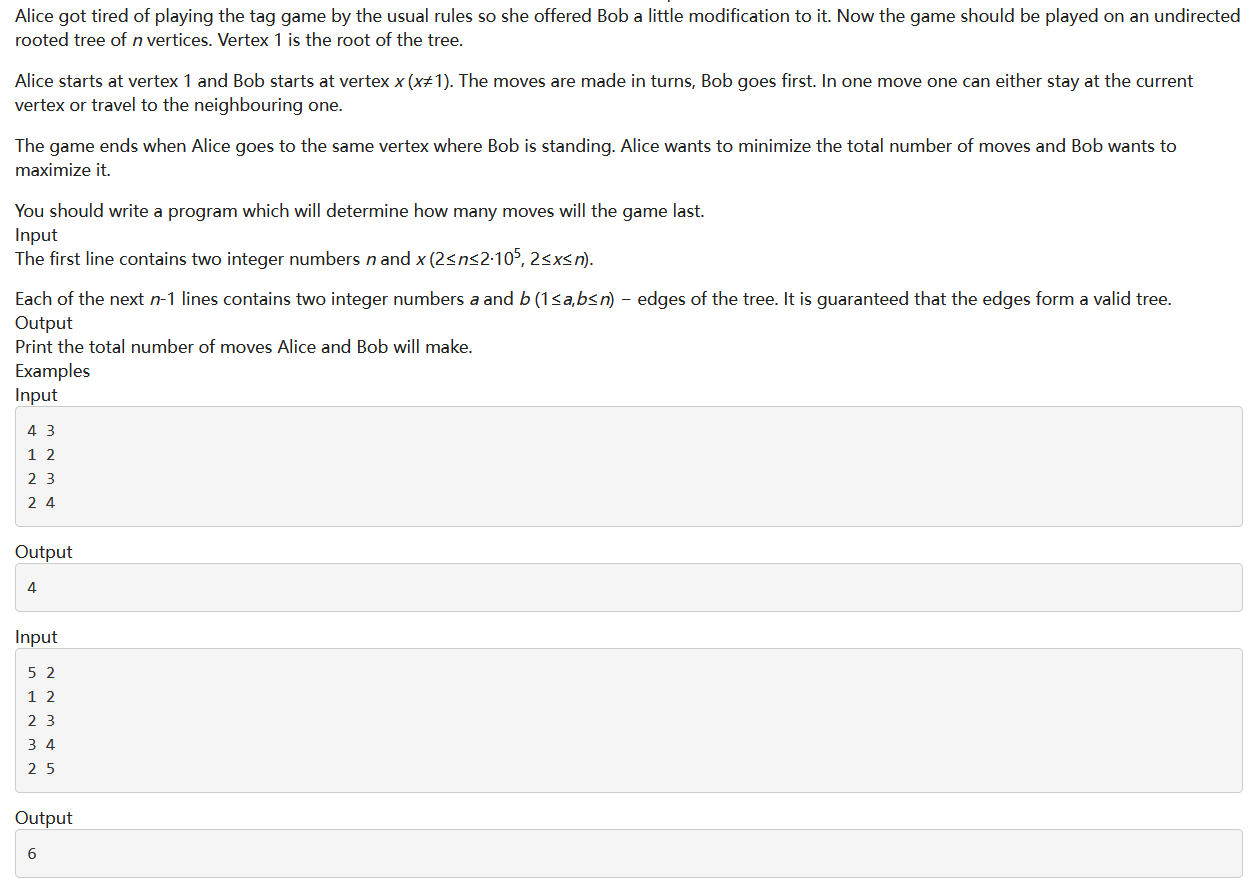 Alice got tired of playing the tag game by the usual rules so she offered Bob a little modification to it. Now the game should be played on an undirected
rooted tree of n vertices. Vertex 1 is the root of the tree.
Alice starts at vertex 1 and Bob starts at vertex x (x≠1). The moves are made in turns, Bob goes first. In one move one can either stay at the current
vertex or travel to the neighbouring one.
The game ends when Alice goes to the same vertex where Bob is standing. Alice wants to minimize the total number of moves and Bob wants to
maximize it.
You should write a program which will determine how many moves will the game last.
Input
The first line contains two integer numbers n and x (2≤n≤2·10⁵, 2≤x≤n).
Each of the next n-1 lines contains two integer numbers a and b (1≤a,b≤n) − edges of the tree. It is guaranteed that the edges form a valid tree.
Output
Print the total number of moves Alice and Bob will make.
Examples
Input
4 3
1 2
2 3
2 4
Output
4
Input
5 2
1 2
2 3
3 4
2 5
Output
6